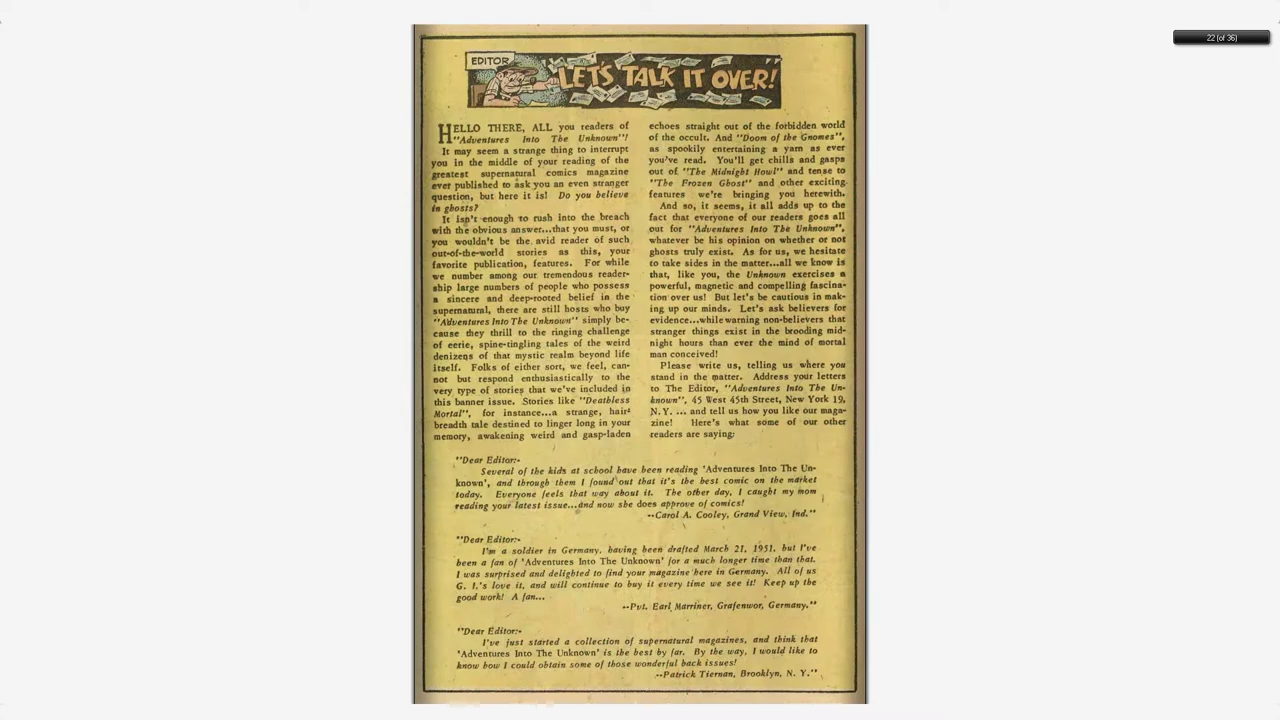 22 (of 36)
EDITOR
LET'S TALK IT OVER!
HELLO THERE, ALL you readers of
"Adventures Into The Unknown"!
It may seem a strange thing to interrupt
you in the middle of your reading of the
greatest supernatural comics magazine
ever published to ask you an even stranger
question, but here it is! Do you believe
in ghosts?
It isn't enough to rush into the breach
with the obvious answer...that you must, or
you wouldn't be the avid reader of such
out-of-the-world stories as this, your
favorite publication, features. For while
we number among our tremendous reader-
ship large numbers of people who possess
a sincere and deep-rooted belief in the
supernatural, there are still hosts who buy
"Adventures Into The Unknown" simply be-
cause they thrill to the ringing challenge
of eerie, spine-tingling tales of the weird
denizens of that mystic realm beyond life
itself. Folks of either sort, we feel, can-
not but respond enthusiastically to the
very type of stories that we've included in
this banner issue. Stories like "Deathless
Mortal", for instance...a strange, hair-
breadth tale destined to linger long in your
memory, awakening weird and gasp-laden
echoes straight out of the forbidden world
of the occult. And "Doom of the Gnomes",
as spookily entertaining a yarn as ever
you've read. You'll get chills and gasps
out of "The Midnight Howl" and tense to
"The Frozen Ghost" and other exciting
features we're bringing you herewith.
And so, it seems, it all adds up to the
fact that everyone of our readers goes all
out for "Adventures Into The Unknown",
whatever be his opinion on whether or not
ghosts truly exist. As for us, we hesitate
to take sides in the matter...all we know is
that, like you, the Unknown exercises a
powerful, magnetic and compelling fascina-
tion over us! But let's be cautious in mak-
ing up our minds. Let's ask believers for
evidence...while warning non-believers that
stranger things exist in the brooding mid-
night hours than ever the mind of mortal
man conceived!
Please write us, telling us where you
stand in the matter. Address your letters
to The Editor, "Adventures Into The Un-
known", 45 West 45th Street, New York 19,
N.Y. ... and tell us how you like our maga-
zine! Here's what some of our other
readers are saying:
"Dear Editor:-
Several of the kids at school have been reading 'Adventures Into The Un-
known', and through them I found out that it's the best comic on the market
today. Everyone feels that way about it. The other day, I caught my mom
reading your latest issue...and now she does approve of comics!
--Carol A. Cooley, Grand View, Ind."
"Dear Editor:-
I'm a soldier in Germany, having been drafted March 21, 1951, but I've
been a fan of 'Adventures Into The Unknown' for a much longer time than that.
I was surprised and delighted to find your magazine here in Germany. All of us
G. I.'s love it, and will continue to buy it every time we see it! Keep up the
good work! A fan...
--Pvt. Earl Marriner, Grafenwor, Germany."
"Dear Editor:-
I've just started a collection of supernatural magazines, and think that
'Adventures Into The Unknown' is the best by far. By the way, I would like to
know how I could obtain some of those wonderful back issues!
--Patrick Tiernan, Brooklyn, N. Y."